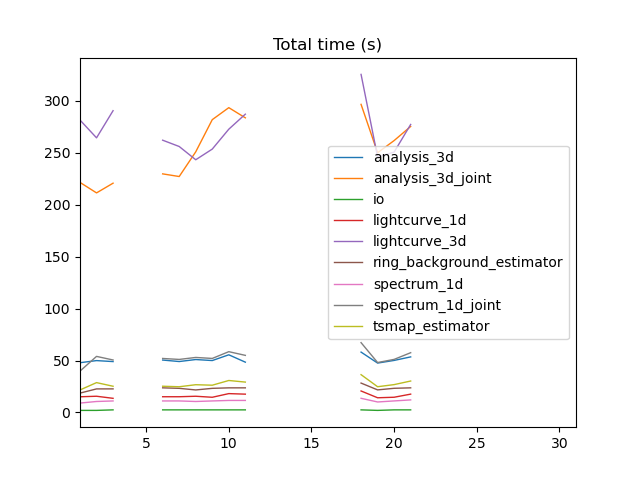 Total time (s)
300
250
200
150
100
50
0
analysis_3d
analysis_3d_joint
io
lightcurve_1d
lightcurve_3d
ring_background_estimator
spectrum_1d
spectrum_1d_joint
tsmap_estimator
5 10 15 20 25 30